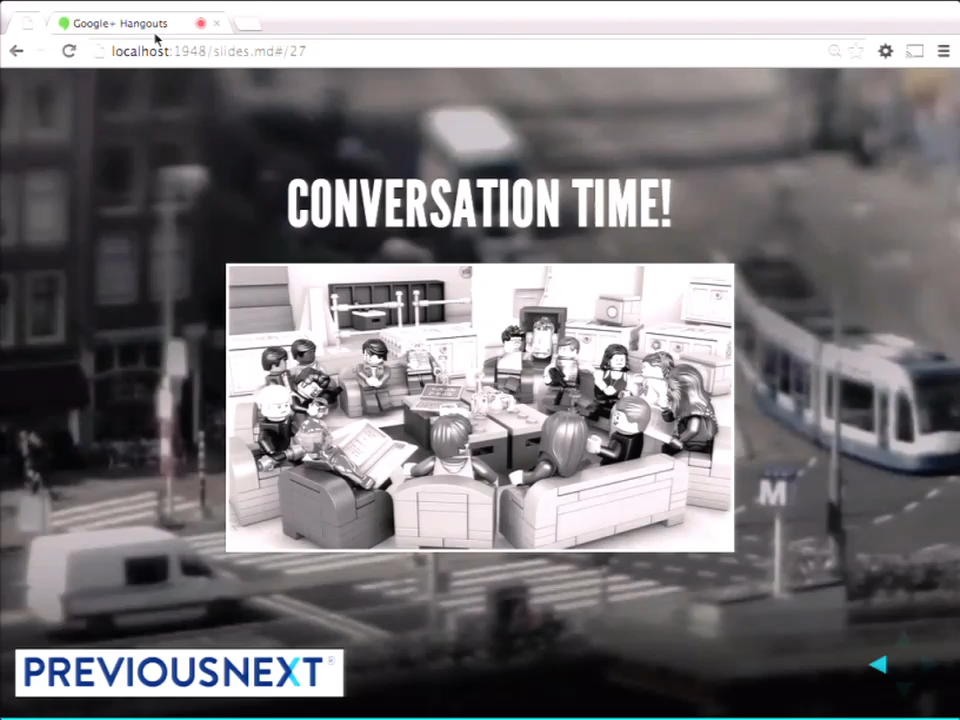 Google+ Hangouts
localhost:1948/slides.md#/27
CONVERSATION TIME!
M
PREVIOUSNEXT®